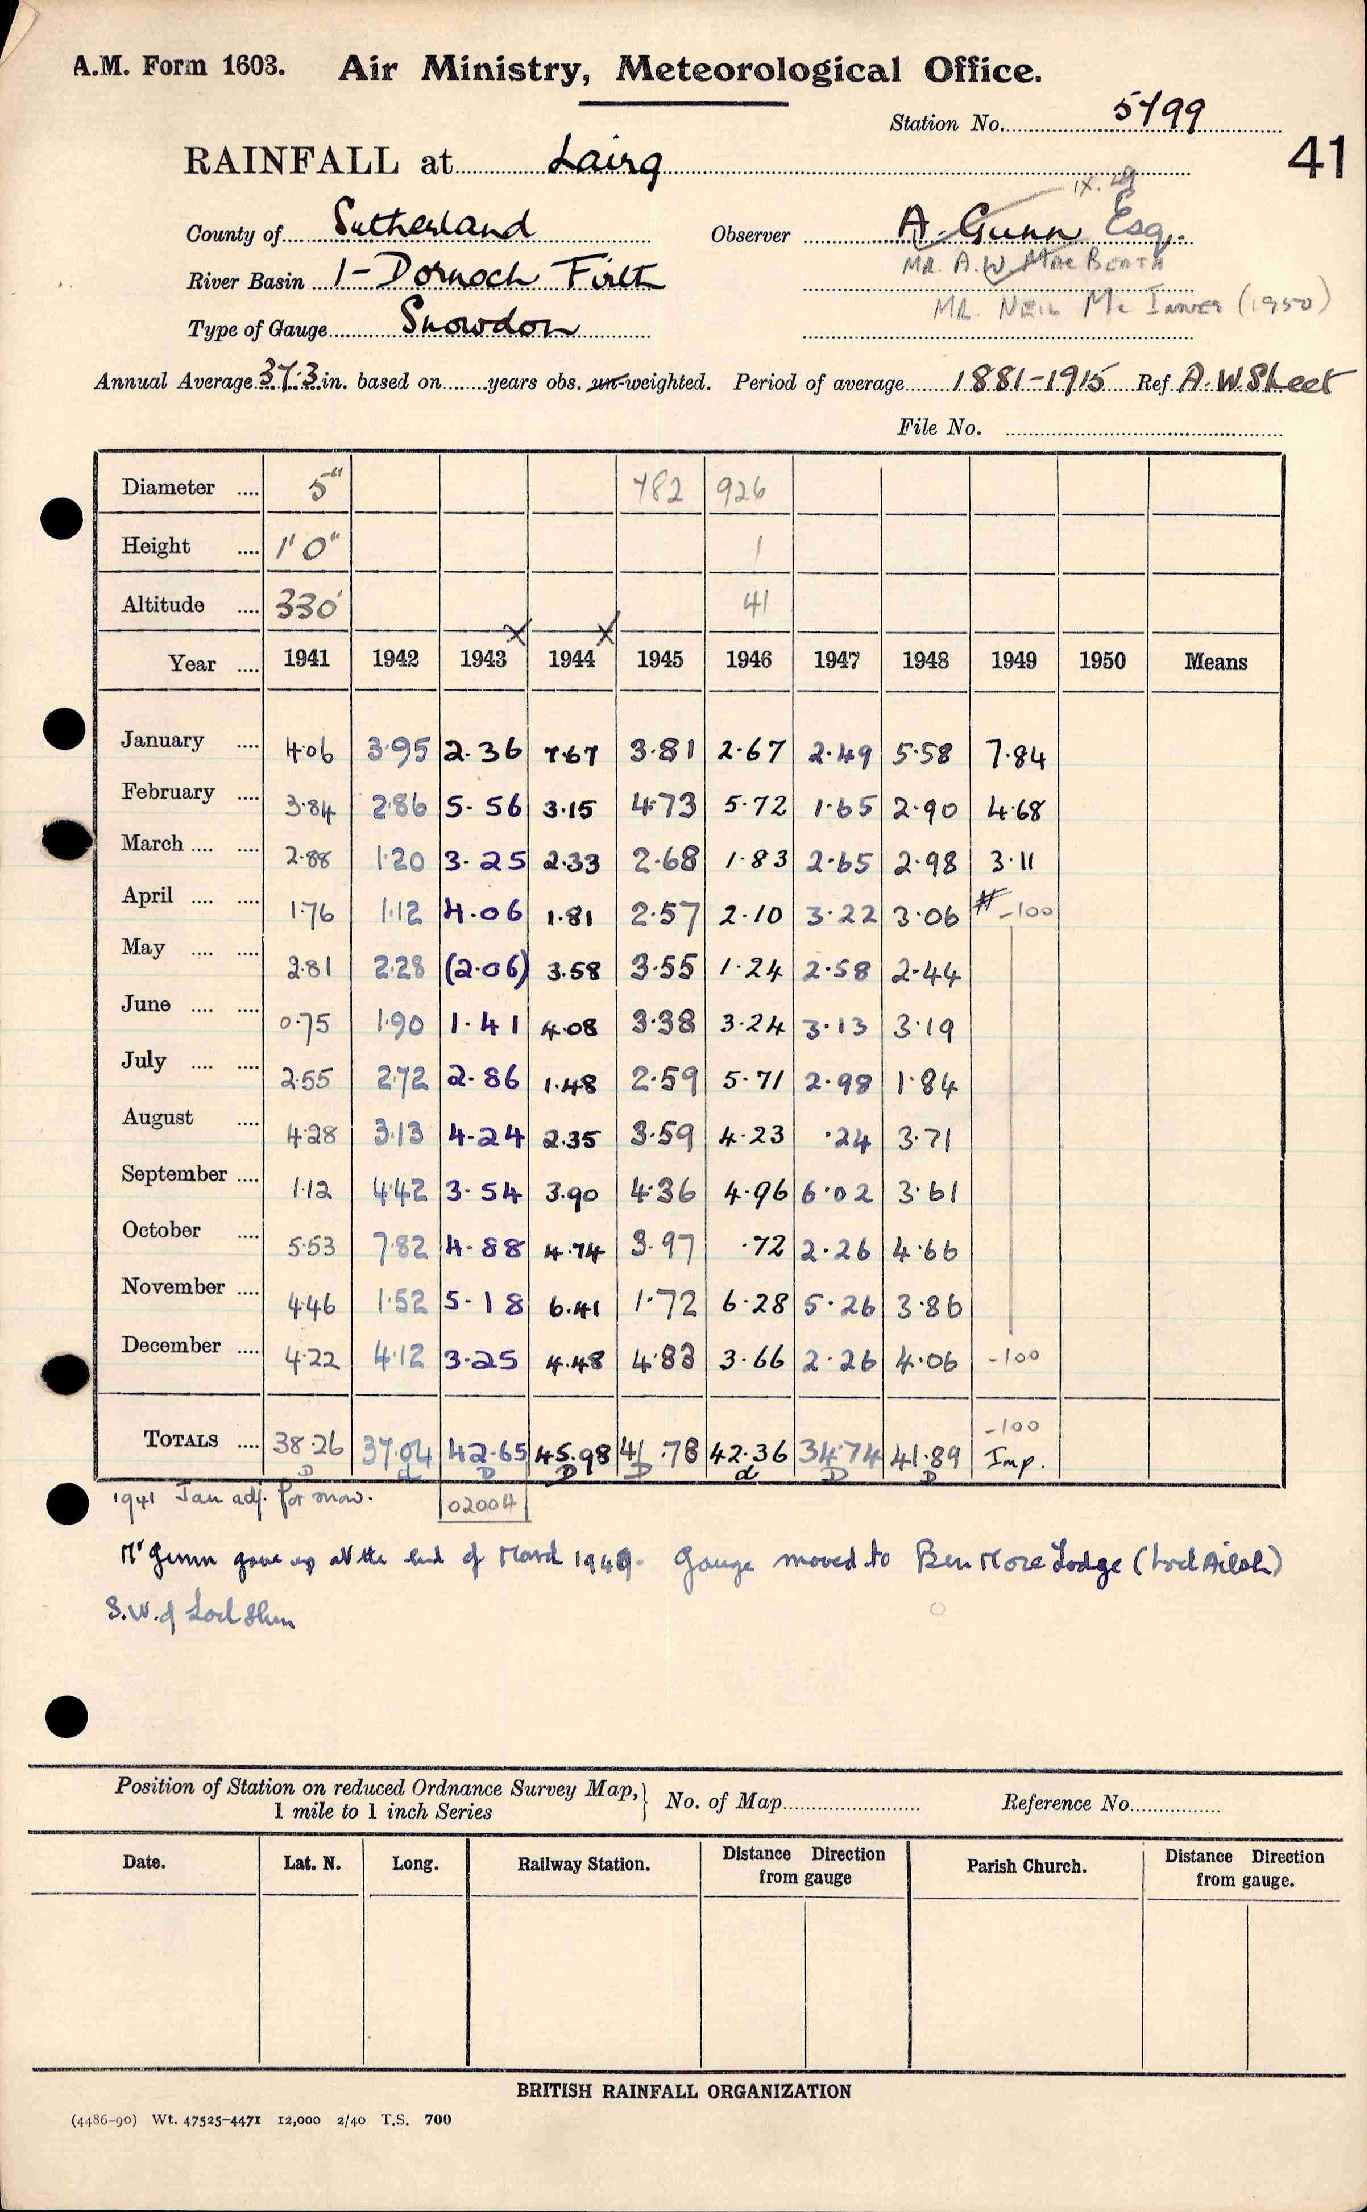 A.M. Form 1603. Air Ministry, Meteorological Office.
Station No. 5499
41
RAINFALL at Lairg
IX.49
County of Sutherland Observer A. Gunn Esq.
River Basin 1- Dornoch Firth MR. A.W. MacBeath
Type of Gauge Snowdon MR. NEIL Mc Innes (1950)
Annual Average 37.3 in. based on years obs. un-weighted. Period of average 1881-1915 Ref A.W. Sheet
File No.
Diameter .... 5" 782 926
Height .... 1'0" 1
Altitude .... 330' 41
x x
Year .... 1941 1942 1943 1944 1945 1946 1947 1948 1949 1950 Means
January .... 4.06 3.95 2.36 7.67 3.81 2.67 2.49 5.58 7.84
February .... 3.84 2.86 5.56 3.15 4.73 5.72 1.65 2.90 4.68
March .... .... 2.88 1.20 3.25 2.33 2.68 1.83 2.65 2.98 3.11
April .... .... 1.76 1.12 4.06 1.81 2.57 2.10 3.22 3.06 # -100
May .... .... 2.81 2.28 (2.06) 3.58 3.55 1.24 2.58 2.44
June .... .... 0.75 1.90 1.41 4.08 3.38 3.24 3.13 3.19
July .... .... 2.55 2.72 2.86 1.48 2.59 5.71 2.98 1.84
August .... 4.28 3.13 4.24 2.35 3.59 4.23 .24 3.71
September .... 1.12 4.42 3.54 3.90 4.36 4.96 6.02 3.61
October .... 5.53 7.82 4.88 4.74 3.97 .72 2.26 4.66
November .... 4.46 1.52 5.18 6.41 1.72 6.28 5.26 3.86
December .... 4.22 4.12 3.25 4.48 4.83 3.66 2.26 4.06 -100
-100
TOTALS .... 38.26 37.04 42.65 45.98 41.78 42.36 34.74 41.89 Imp.
D d D D D d D D
1941 Jan adj. for snow. 02004
Mr Gunn gave up at the end of March 1949. Gauge moved to Ben More Lodge (Loch Ailsh)
S.W. of Loch Shin
Position of Station on reduced Ordnance Survey Map, } No. of Map Reference No.
1 mile to 1 inch Series
Date. Lat. N. Long. Railway Station. Distance Direction from gauge Parish Church. Distance Direction from gauge.
BRITISH RAINFALL ORGANIZATION
(4486-90) Wt. 47525-4471 12,000 2/40 T.S. 700